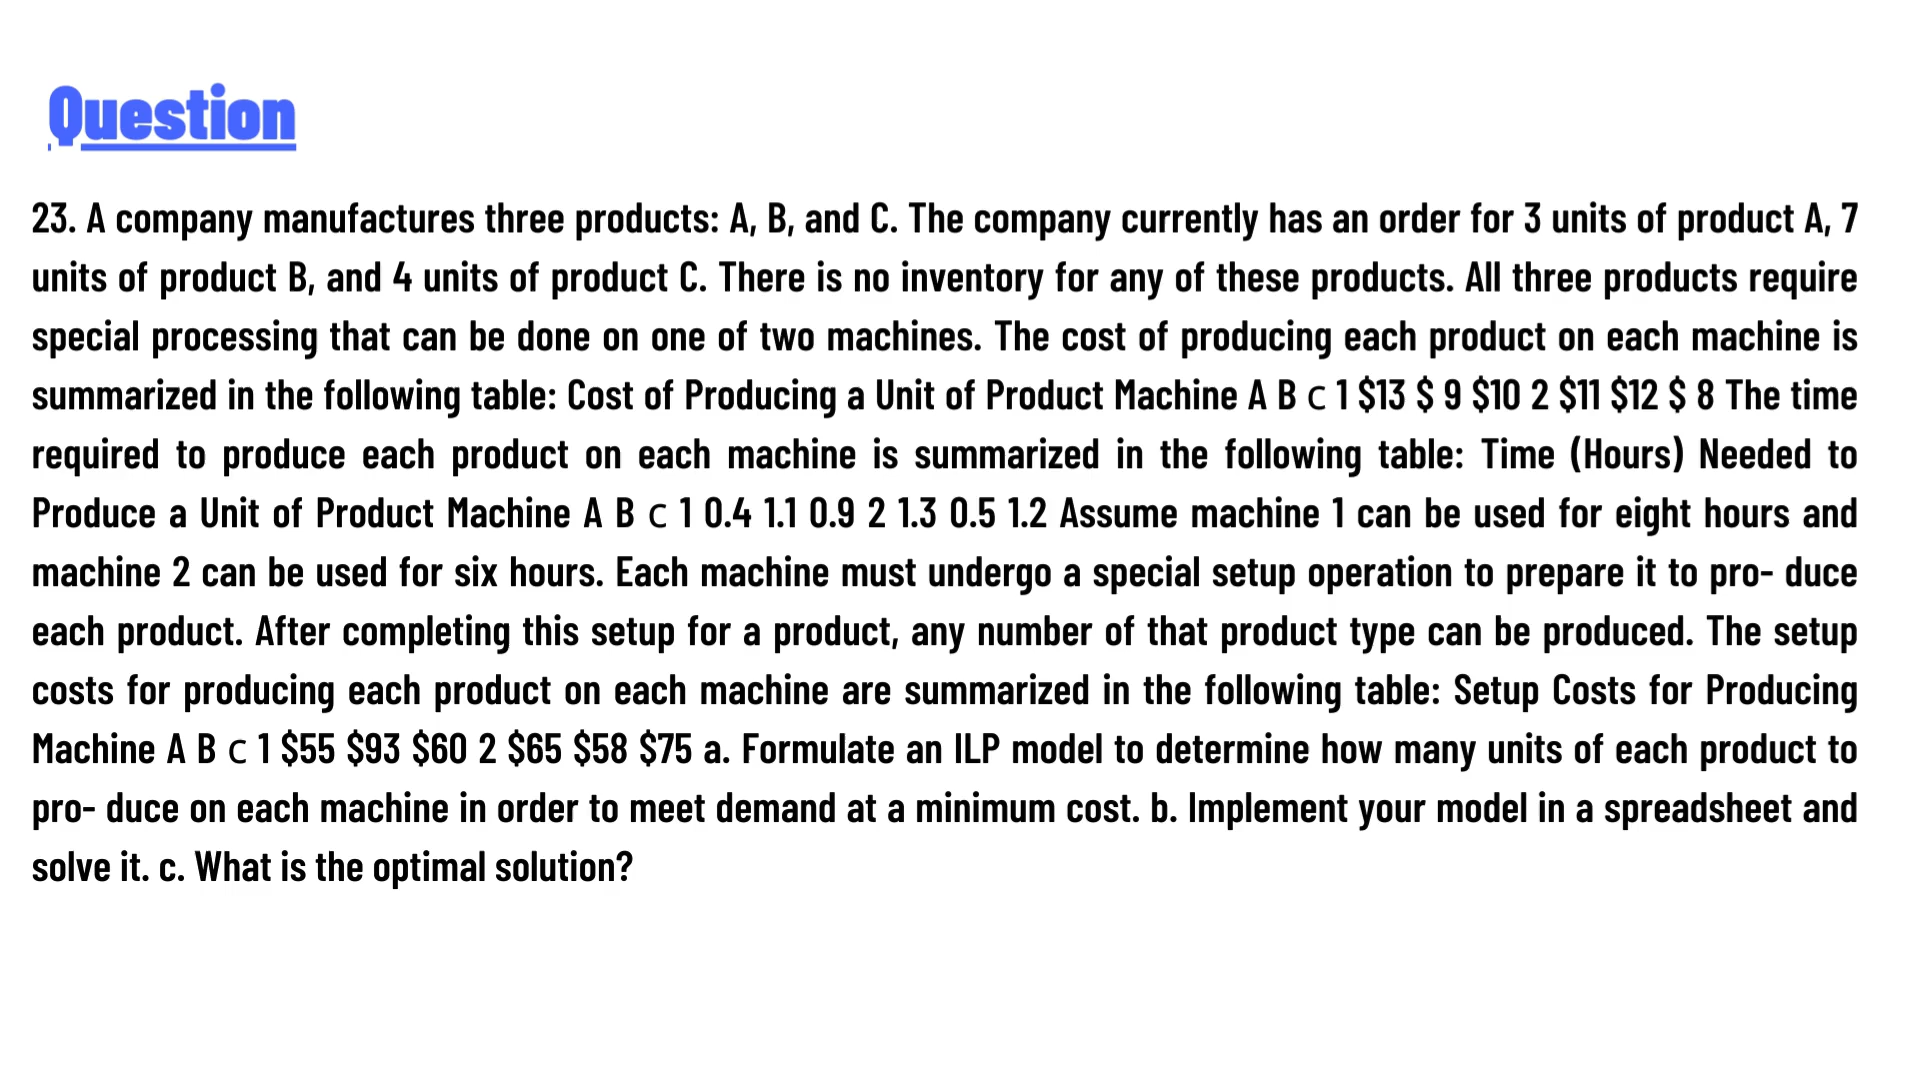 Question
23. A company manufactures three products: A, B, and C. The company currently has an order for 3 units of product A, 7
units of product B, and 4 units of product C. There is no inventory for any of these products. All three products require
special processing that can be done on one of two machines. The cost of producing each product on each machine is
summarized in the following table: Cost of Producing a Unit of Product Machine A B с 1 $13 $ 9 $10 2 $11 $12 $ 8 The time
required to produce each product on each machine is summarized in the following table: Time (Hours) Needed to
Produce a Unit of Product Machine A B с 1 0.4 1.1 0.9 2 1.3 0.5 1.2 Assume machine 1 can be used for eight hours and
machine 2 can be used for six hours. Each machine must undergo a special setup operation to prepare it to pro- duce
each product. After completing this setup for a product, any number of that product type can be produced. The setup
costs for producing each product on each machine are summarized in the following table: Setup Costs for Producing
Machine A B с 1 $55 $93 $60 2 $65 $58 $75 a. Formulate an ILP model to determine how many units of each product to
pro- duce on each machine in order to meet demand at a minimum cost. b. Implement your model in a spreadsheet and
solve it. c. What is the optimal solution?